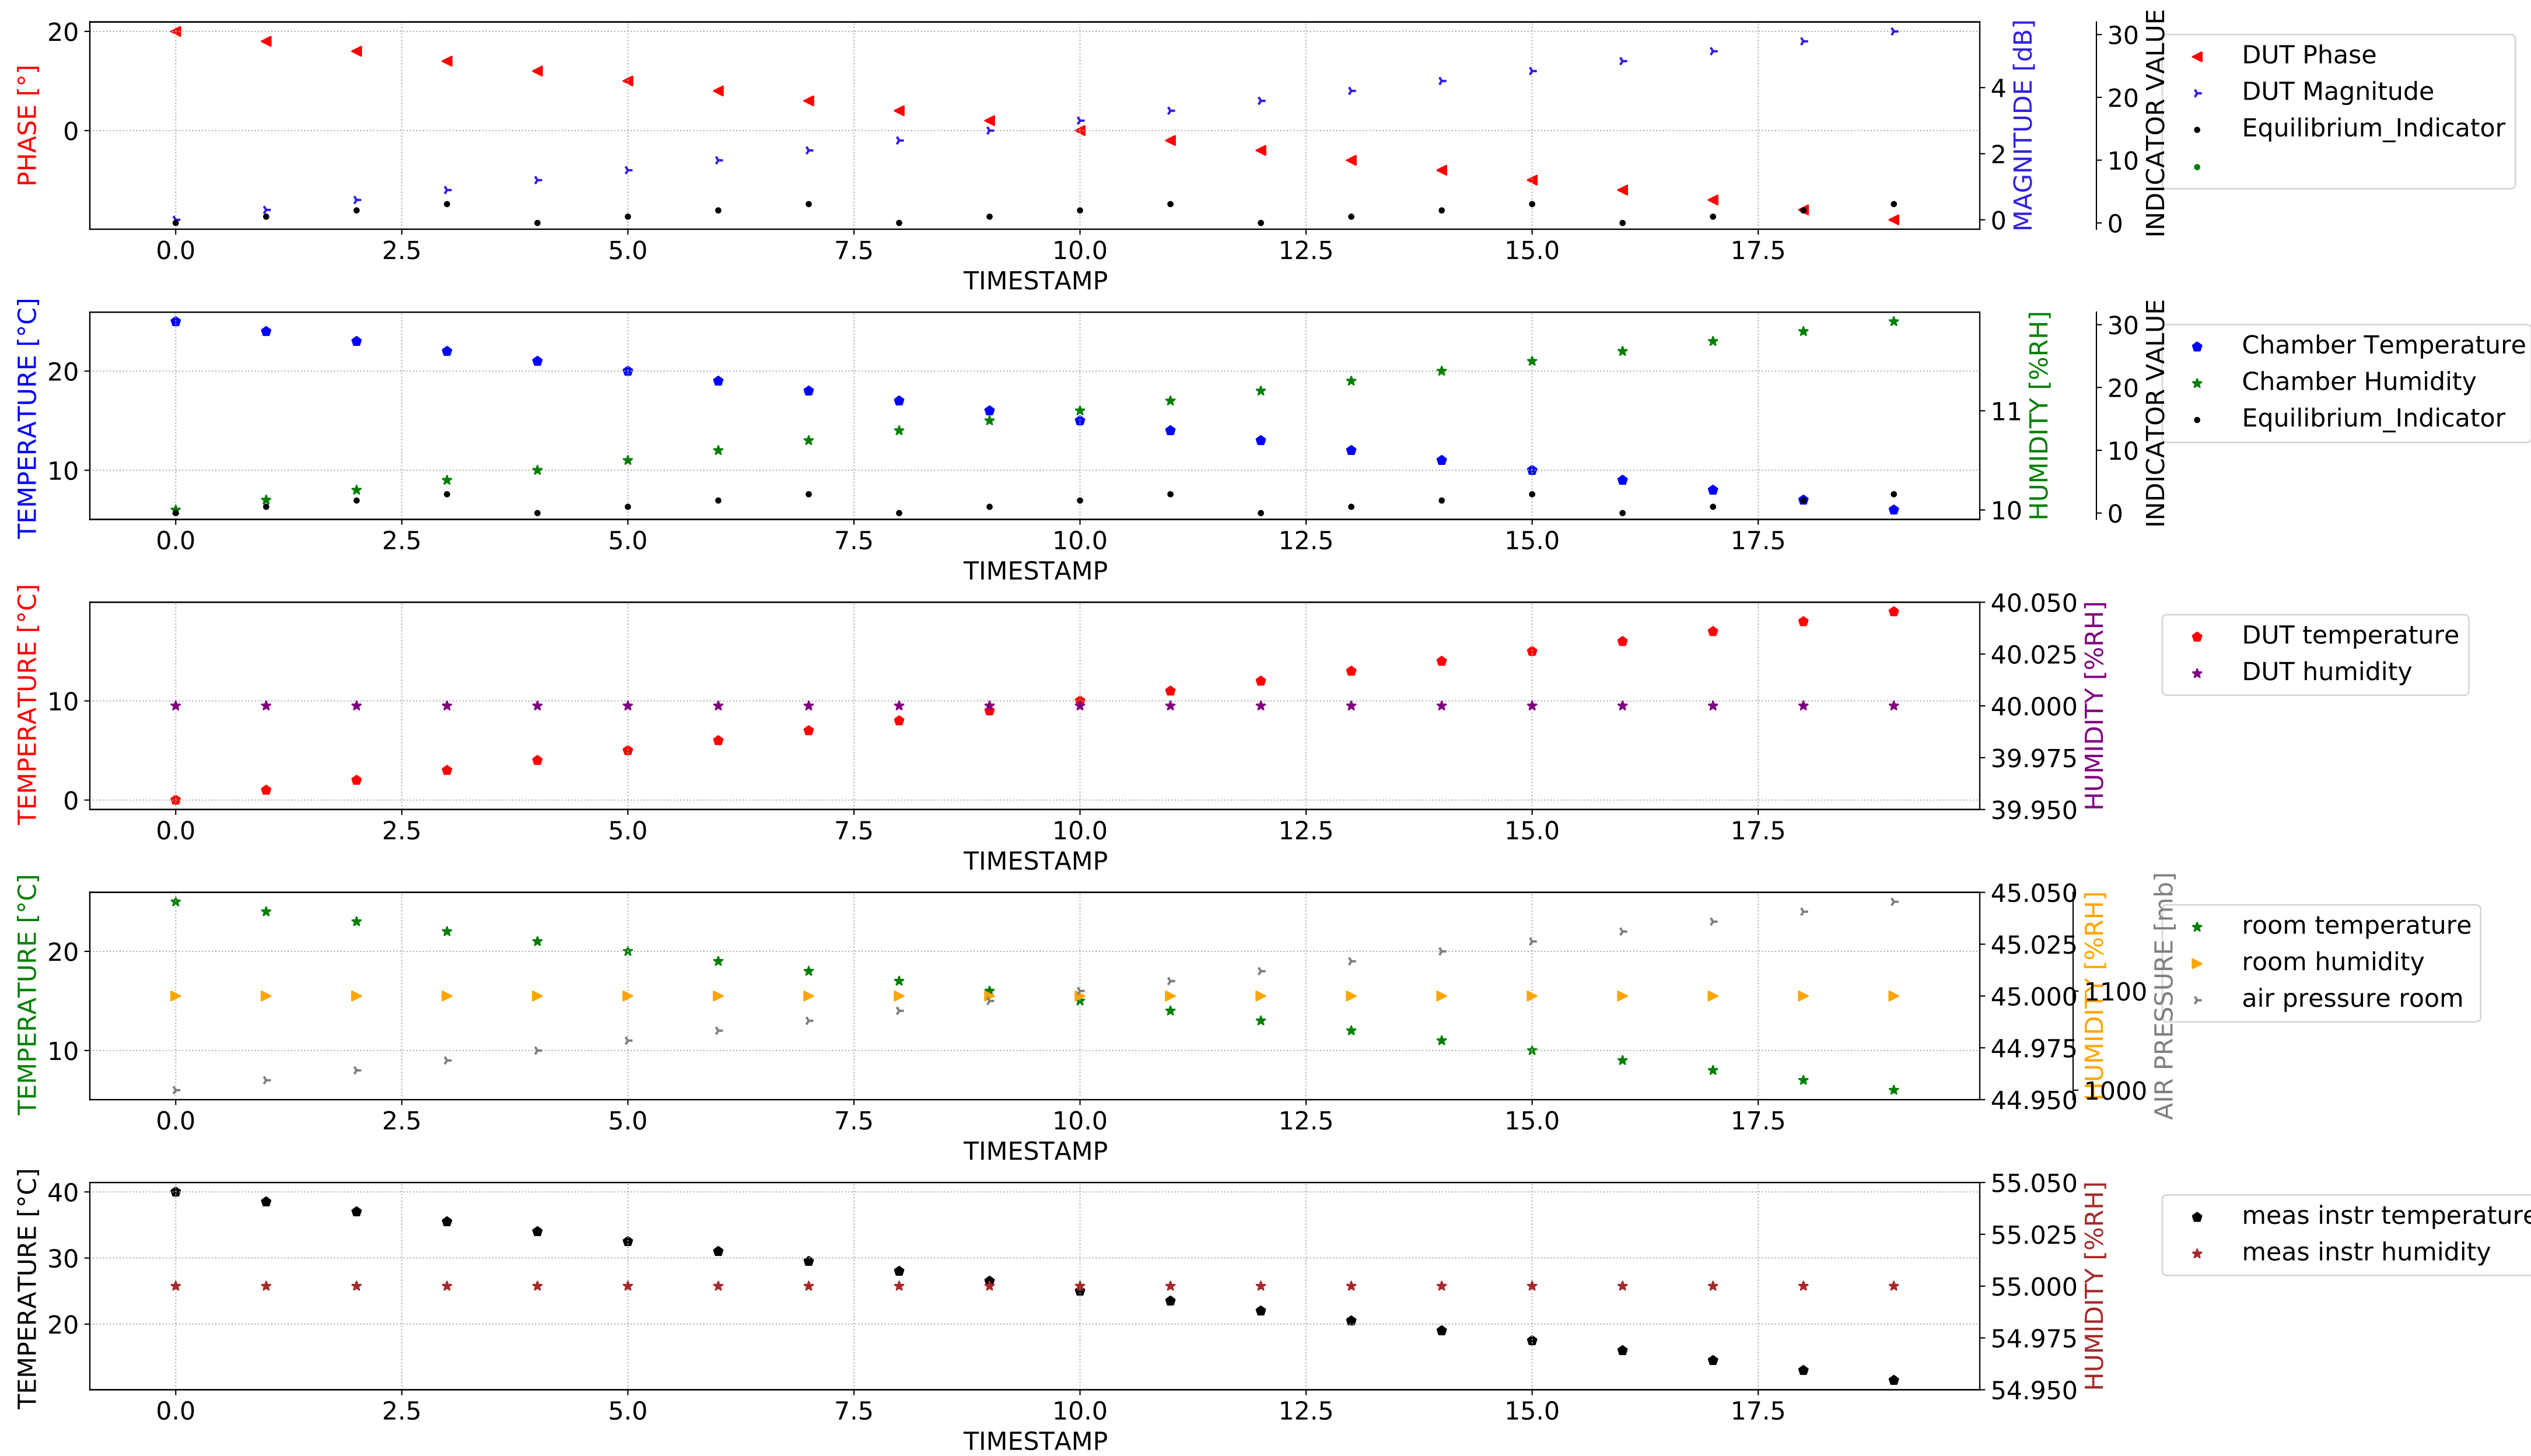 PHASE [°]
20
0
0.0 2.5 5.0 7.5 10.0 12.5 15.0 17.5
TIMESTAMP
4
2
0
MAGNITUDE [dB]
30
20
10
0
INDICATOR VALUE
DUT Phase
DUT Magnitude
Equilibrium_Indicator
TEMPERATURE [°C]
20
10
0.0 2.5 5.0 7.5 10.0 12.5 15.0 17.5
TIMESTAMP
11
10
HUMIDITY [%RH]
30
20
10
0
INDICATOR VALUE
Chamber Temperature
Chamber Humidity
Equilibrium_Indicator
TEMPERATURE [°C]
10
0
0.0 2.5 5.0 7.5 10.0 12.5 15.0 17.5
TIMESTAMP
40.050
40.025
40.000
39.975
39.950
HUMIDITY [%RH]
DUT temperature
DUT humidity
TEMPERATURE [°C]
20
10
0.0 2.5 5.0 7.5 10.0 12.5 15.0 17.5
TIMESTAMP
45.050
45.025
45.000
44.975
44.950
HUMIDITY [%RH]
1100
1000
AIR PRESSURE [mb]
room temperature
room humidity
air pressure room
TEMPERATURE [°C]
40
30
20
0.0 2.5 5.0 7.5 10.0 12.5 15.0 17.5
TIMESTAMP
55.050
55.025
55.000
54.975
54.950
HUMIDITY [%RH]
meas instr temperature
meas instr humidity